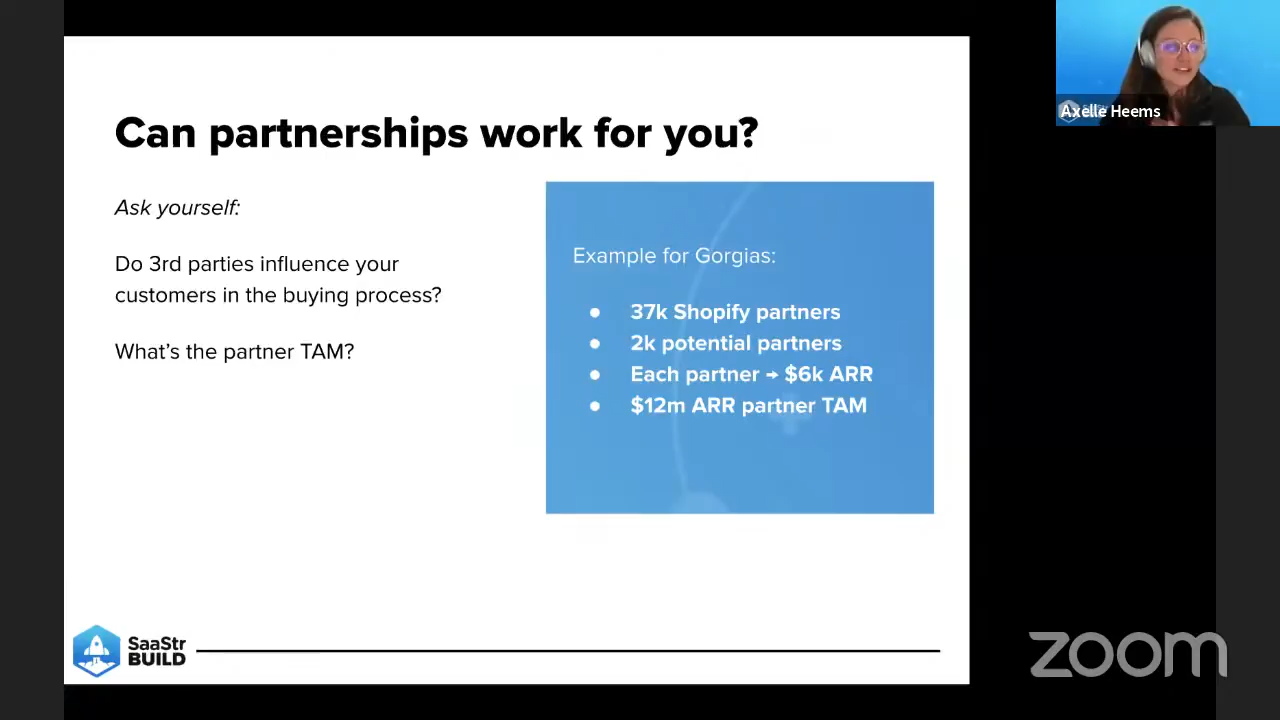 Can partnerships work for you?
Ask yourself:
Do 3rd parties influence your
customers in the buying process?
What's the partner TAM?
Example for Gorgias:
● 37k Shopify partners
● 2k potential partners
● Each partner → $6k ARR
● $12m ARR partner TAM
SaaStr
BUILD
Axelle Heems
zoom